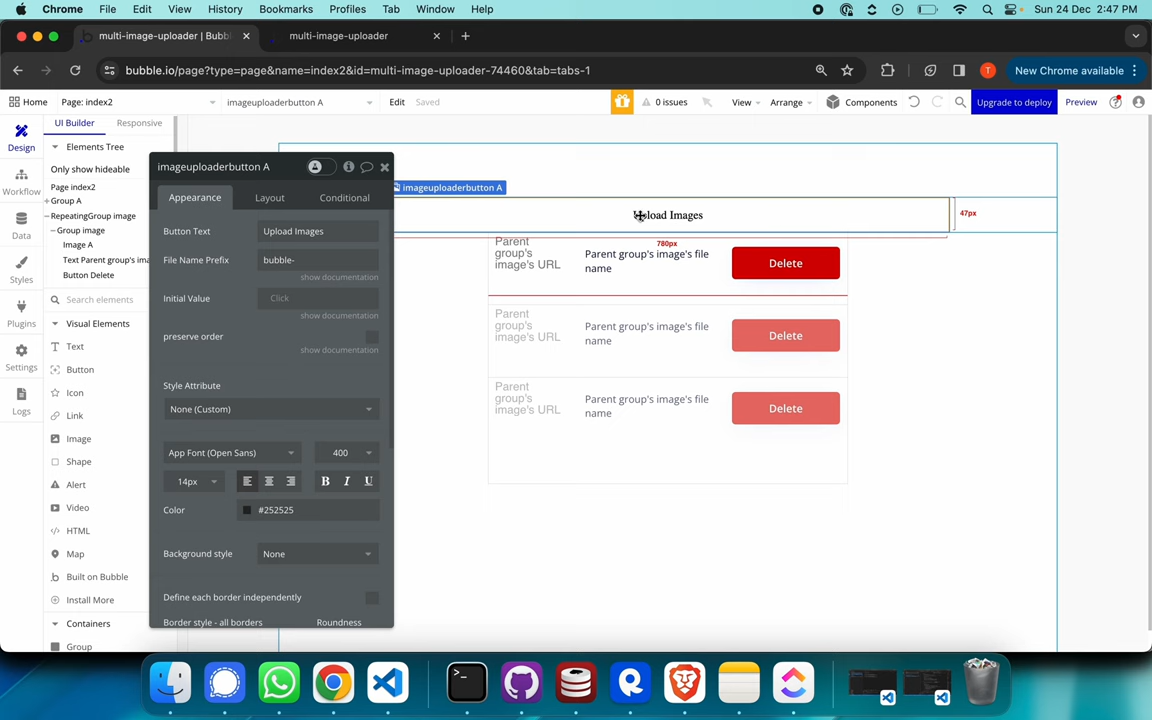 Chrome File Edit View History Bookmarks Profiles Tab Window Help Sun 24 Dec 2:47 PM
multi-image-uploader | Bubbl multi-image-uploader
bubble.io/page?type=page&name=index2&id=multi-image-uploader-74460&tab=tabs-1 T New Chrome available
Home Page: index2 imageuploaderbutton A Edit Saved 0 issues View Arrange Components Upgrade to deploy Preview
Design
Workflow
Data
Styles
Plugins
Settings
Logs
UI Builder Responsive
Elements Tree
Only show hideable
Page index2
Group A
RepeatingGroup image
Group image
Image A
Text Parent group's ima
Button Delete
Search elements
Visual Elements
Text
Button
Icon
Link
Image
Shape
Alert
Video
HTML
Map
Built on Bubble
Install More
Containers
Group
imageuploaderbutton A
Appearance Layout Conditional
Button Text Upload Images
File Name Prefix bubble-
show documentation
Initial Value Click
show documentation
preserve order
show documentation
Style Attribute
None (Custom)
App Font (Open Sans) 400
14px B I U
Color #252525
Background style None
Define each border independently
Border style - all borders Roundness
imageuploaderbutton A
Upload Images
47px
780px
Parent group's image's URL
Parent group's image's file name
Delete
Parent group's image's URL
Parent group's image's file name
Delete
Parent group's image's URL
Parent group's image's file name
Delete